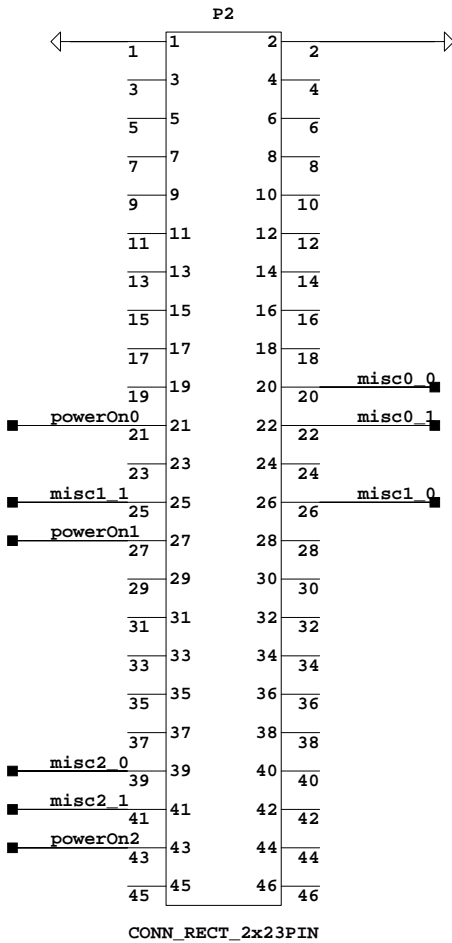 P2
1 1 2 2
3 3 4 4
5 5 6 6
7 7 8 8
9 9 10 10
11 11 12 12
13 13 14 14
15 15 16 16
17 17 18 18
19 19 20 20 misc0_0
powerOn0 21 21 22 22 misc0_1
23 23 24 24
misc1_1 25 25 26 26 misc1_0
powerOn1 27 27 28 28
29 29 30 30
31 31 32 32
33 33 34 34
35 35 36 36
37 37 38 38
misc2_0 39 39 40 40
misc2_1 41 41 42 42
powerOn2 43 43 44 44
45 45 46 46
CONN_RECT_2x23PIN